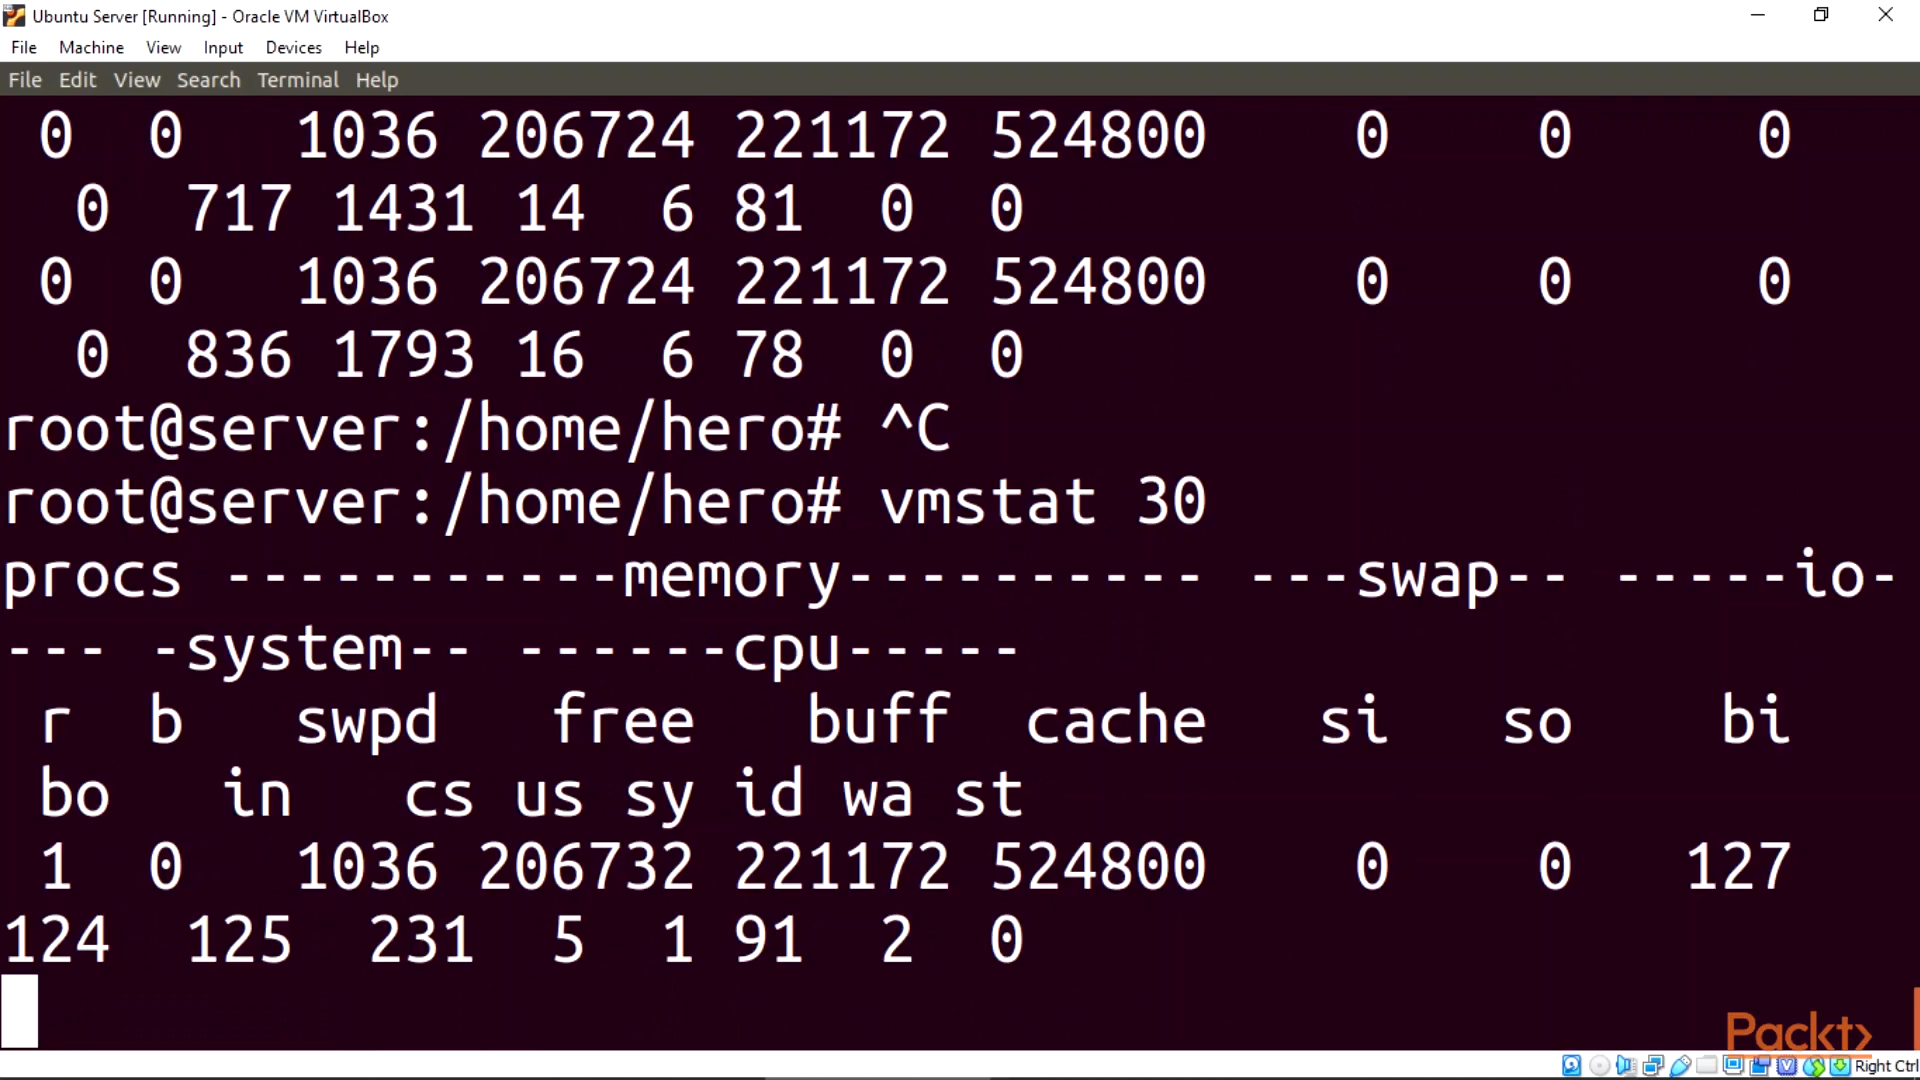 Ubuntu Server [Running] - Oracle VM VirtualBox
File Machine View Input Devices Help
File Edit View Search Terminal Help
0 0 1036 206724 221172 524800 0 0 0
0 717 1431 14 6 81 0 0
0 0 1036 206724 221172 524800 0 0 0
0 836 1793 16 6 78 0 0
root@server:/home/hero# ^C
root@server:/home/hero# vmstat 30
procs -----------memory---------- ---swap-- -----io-
--- -system-- ------cpu-----
r b swpd free buff cache si so bi
bo in cs us sy id wa st
1 0 1036 206732 221172 524800 0 0 127
124 125 231 5 1 91 2 0
Packt>
Right Ctrl